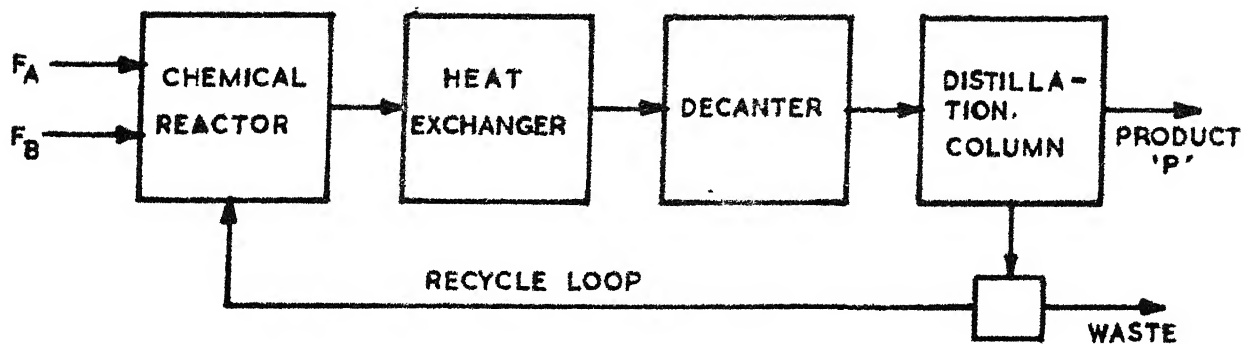 F_A
F_B
CHEMICAL
REACTOR
HEAT
EXCHANGER
DECANTER
DISTILLA-
TION.
COLUMN
PRODUCT
'P'
RECYCLE LOOP
WASTE